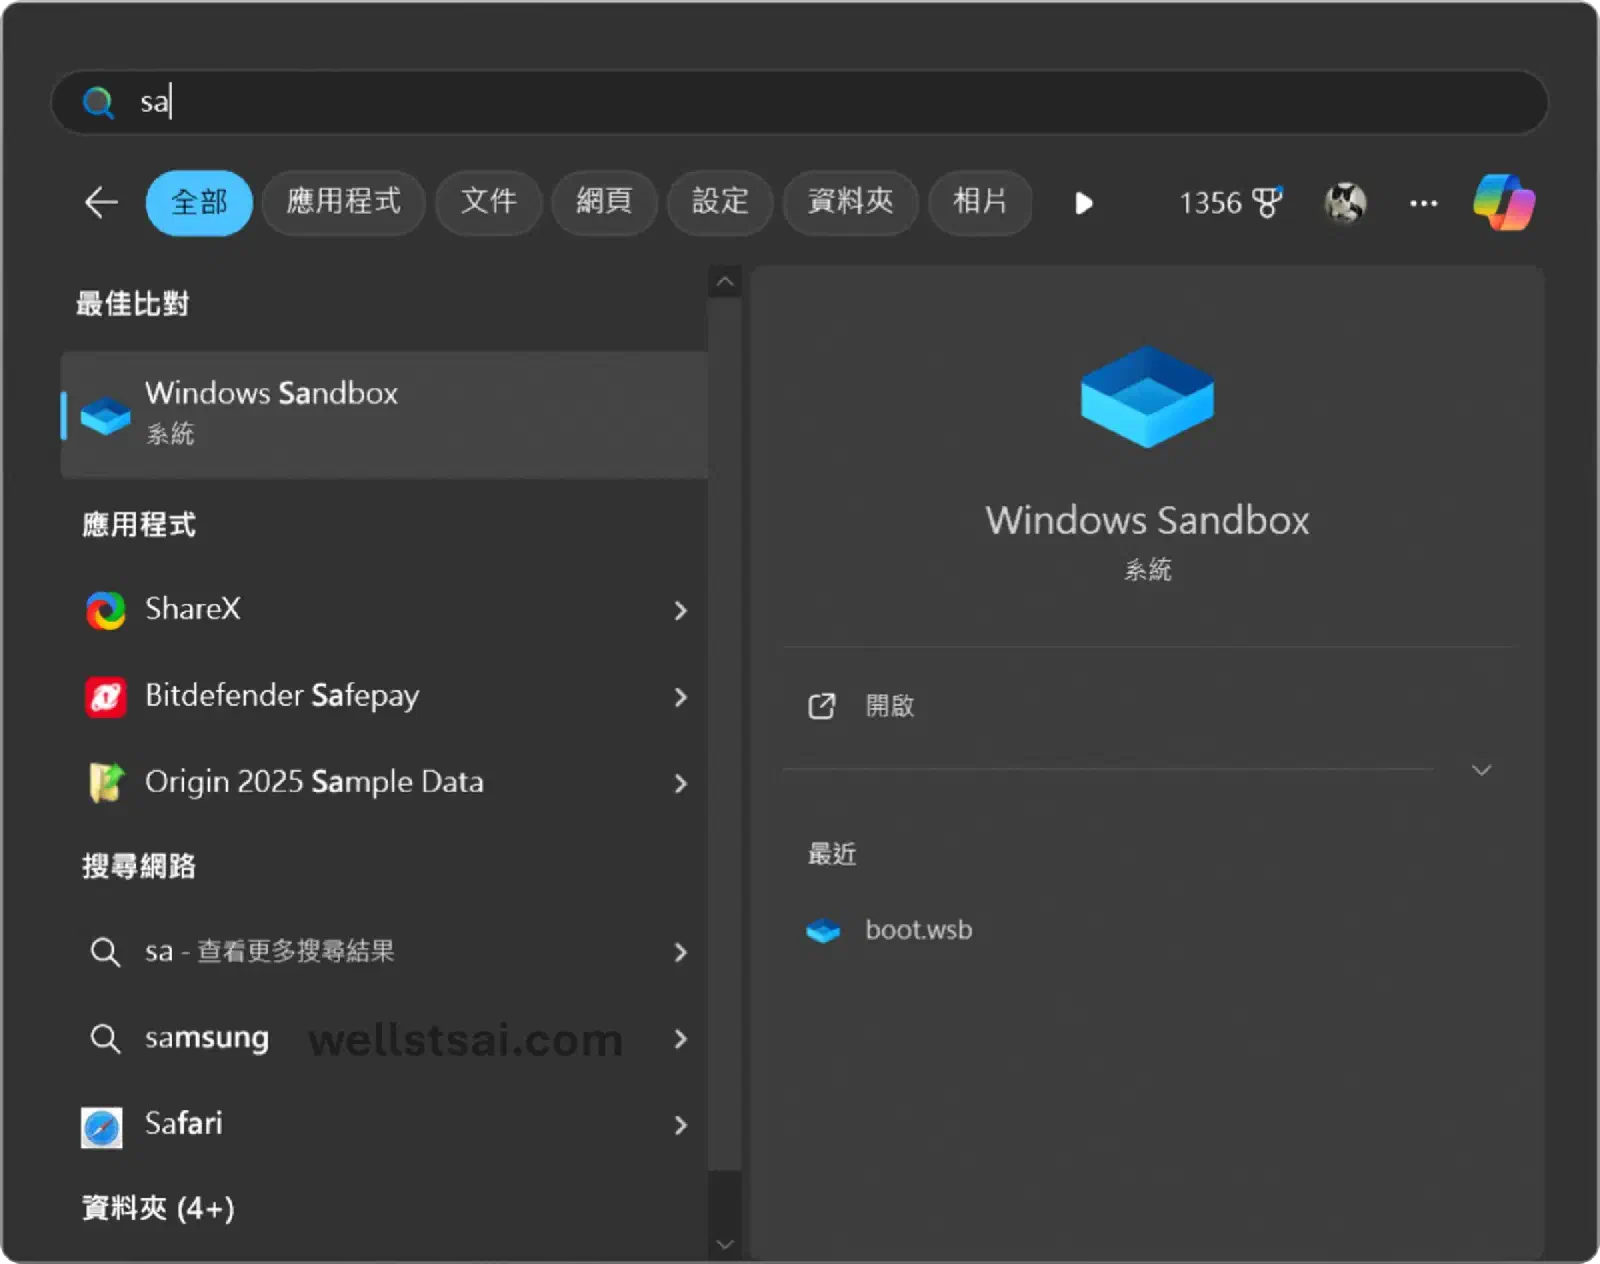 sa
全部 應用程式 文件 網頁 設定 資料夾 相片 1356
最佳比對
Windows Sandbox
系統
應用程式
ShareX
Bitdefender Safepay
Origin 2025 Sample Data
搜尋網路
sa - 查看更多搜尋結果
samsung
wellstsai.com
Safari
資料夾 (4+)
Windows Sandbox
系統
開啟
最近
boot.wsb